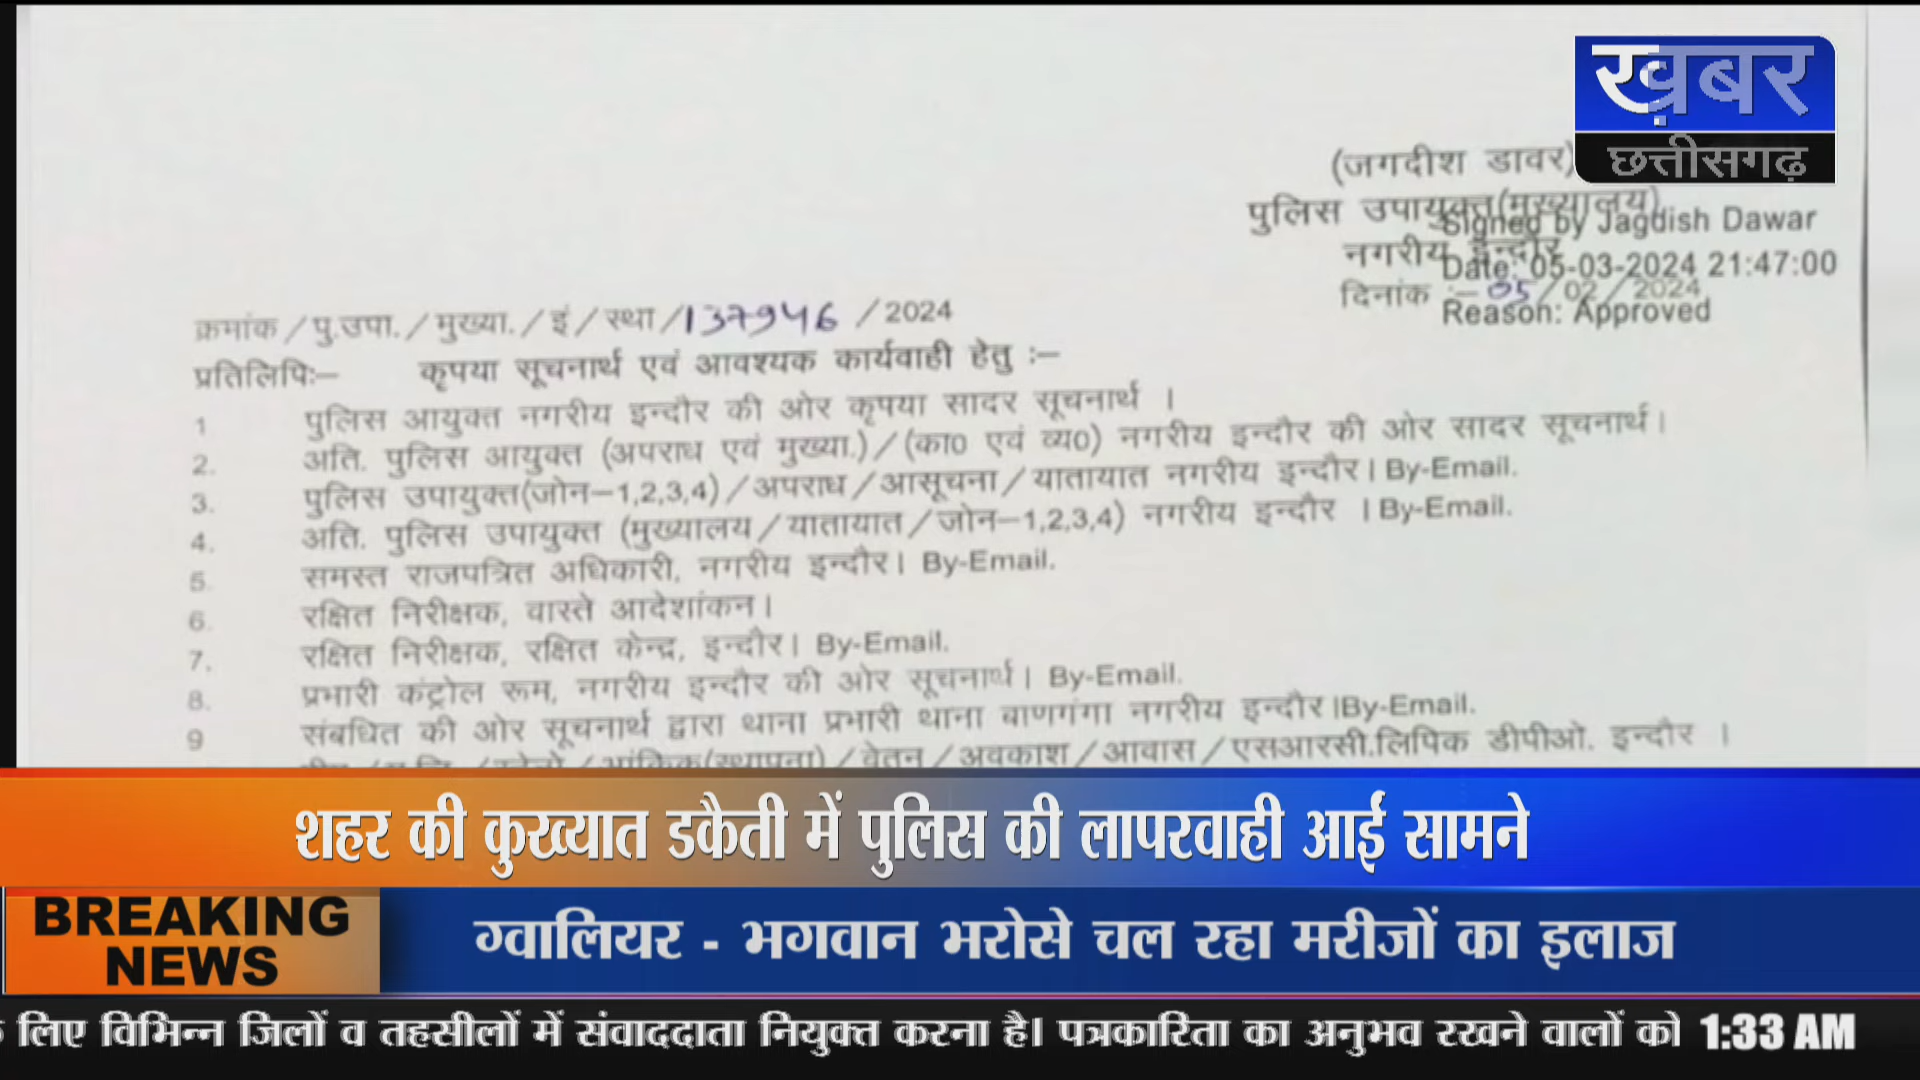 ख़बर
छत्तीसगढ़
(जगदीश डावर)
पुलिस उपायुक्त(मुख्यालय)
Signed by Jagdish Dawar
नगरीय इन्दौर
Date: 05-03-2024 21:47:00
दिनांक :– 05/02/2024
Reason: Approved
क्रमांक/पु.उपा./मुख्या./इं/स्था/137946 /2024
प्रतिलिपिः– कृपया सूचनार्थ एवं आवश्यक कार्यवाही हेतु :–
1 पुलिस आयुक्त नगरीय इन्दौर की ओर कृपया सादर सूचनार्थ ।
2. अति. पुलिस आयुक्त (अपराध एवं मुख्या.)/(का0 एवं व्य0) नगरीय इन्दौर की ओर सादर सूचनार्थ।
3. पुलिस उपायुक्त(जोन–1,2,3,4)/अपराध/आसूचना/यातायात नगरीय इन्दौर। By-Email.
4. अति. पुलिस उपायुक्त (मुख्यालय/यातायात/जोन–1,2,3,4) नगरीय इन्दौर । By-Email.
5. समस्त राजपत्रित अधिकारी, नगरीय इन्दौर। By-Email.
6. रक्षित निरीक्षक, वास्ते आदेशांकन।
7. रक्षित निरीक्षक, रक्षित केन्द्र, इन्दौर। By-Email.
8. प्रभारी कंट्रोल रूम, नगरीय इन्दौर की ओर सूचनार्थ। By-Email.
9 संबधित की ओर सूचनार्थ द्वारा थाना प्रभारी थाना बाणगंगा नगरीय इन्दौर।By-Email.
/आंकिक(स्थापना)/वेतन/अवकाश/आवास/एसआरसी.लिपिक डीपीओ. इन्दौर ।
शहर की कुख्यात डकैती में पुलिस की लापरवाही आई सामने
BREAKING
NEWS
ग्वालियर - भगवान भरोसे चल रहा मरीजों का इलाज
लिए विभिन्न जिलों व तहसीलों में संवाददाता नियुक्त करना है। पत्रकारिता का अनुभव रखने वालों को 1:33 AM